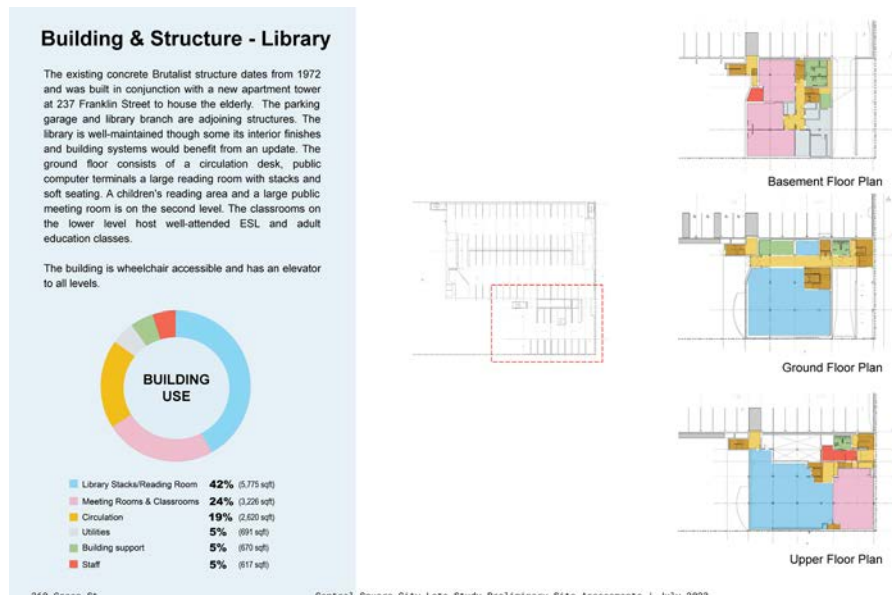 Building & Structure - Library
The existing concrete Brutalist structure dates from 1972
and was built in conjunction with a new apartment tower
at 237 Franklin Street to house the elderly. The parking
garage and library branch are adjoining structures. The
library is well-maintained though some its interior finishes
and building systems would benefit from an update. The
ground floor consists of a circulation desk, public
computer terminals a large reading room with stacks and
soft seating. A children's reading area and a large public
meeting room is on the second level. The classrooms on
the lower level host well-attended ESL and adult
education classes.
The building is wheelchair accessible and has an elevator
to all levels.
BUILDING
USE
Library Stacks/Reading Room 42% (5,775 sqft)
Meeting Rooms & Classrooms 24% (3,226 sqft)
Circulation 19% (2,620 sqft)
Utilities 5% (691 sqft)
Building support 5% (670 sqft)
Staff 5% (617 sqft)
Basement Floor Plan
Ground Floor Plan
Upper Floor Plan
Central Square City Lots Study Preliminary Site Assessments | July 2022